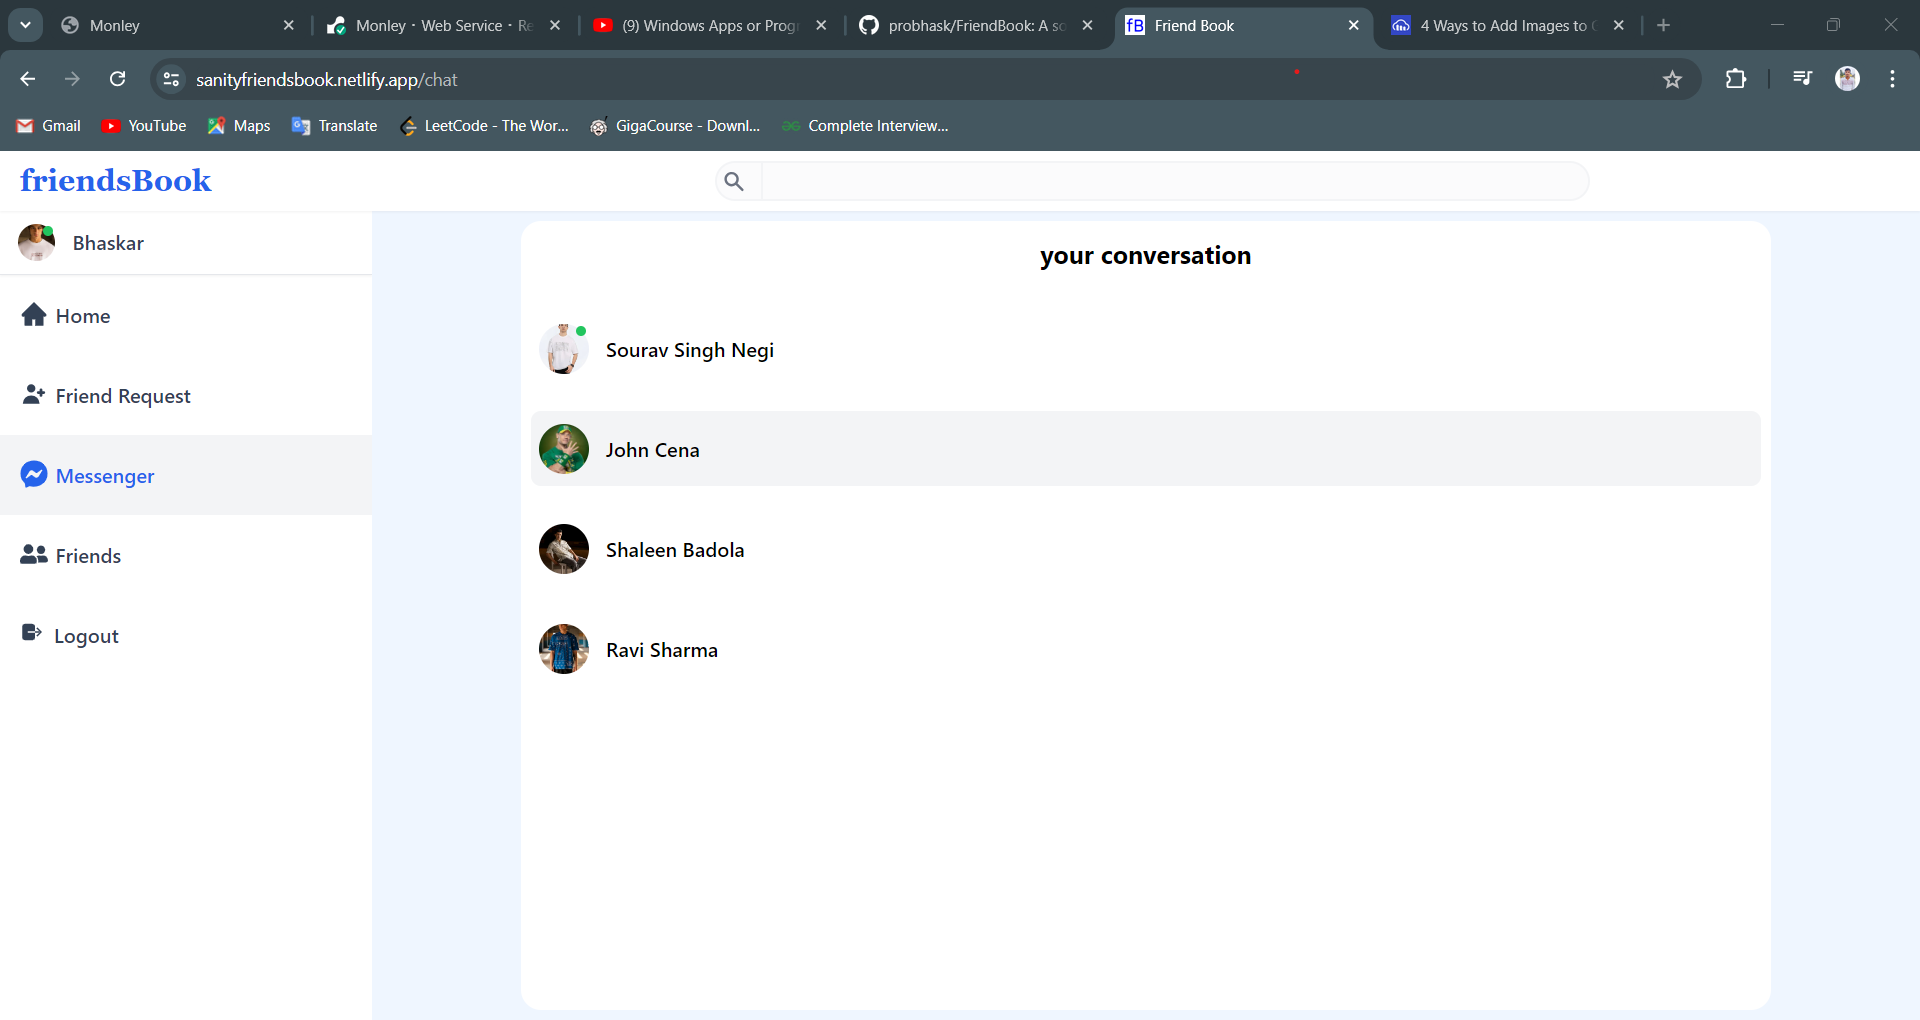 Monley
Monley · Web Service · Re
(9) Windows Apps or Progr
probhask/FriendBook: A so
fB Friend Book
4 Ways to Add Images to
sanityfriendsbook.netlify.app/chat
Gmail
YouTube
Maps
Translate
LeetCode - The Wor...
GigaCourse - Downl...
Complete Interview...
friendsBook
Bhaskar
Home
Friend Request
Messenger
Friends
Logout
your conversation
Sourav Singh Negi
John Cena
Shaleen Badola
Ravi Sharma